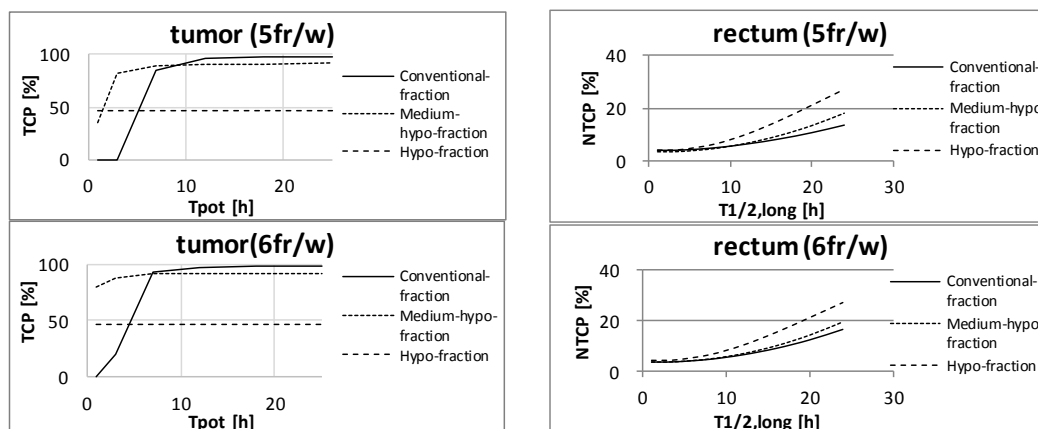 tumor (5fr/w)
100
50
0
TCP [%]
0
10
20
Tpot [h]
Conventional-
fraction
Medium-
hypo-fraction
Hypo-fraction
rectum (5fr/w)
40
20
0
NTCP [%]
0
10
20
30
T1/2,long [h]
Conventional-
fraction
Medium-hypo
fraction
Hypo-fraction
tumor(6fr/w)
100
50
0
TCP [%]
0
10
20
Tpot [h]
Conventional-
fraction
Medium-hypo-
fraction
Hypo-fraction
rectum (6fr/w)
40
20
0
NTCP [%]
0
10
20
30
T1/2,long [h]
Conventional-
fraction
Medium-hypo
fraction
Hypo-fraction